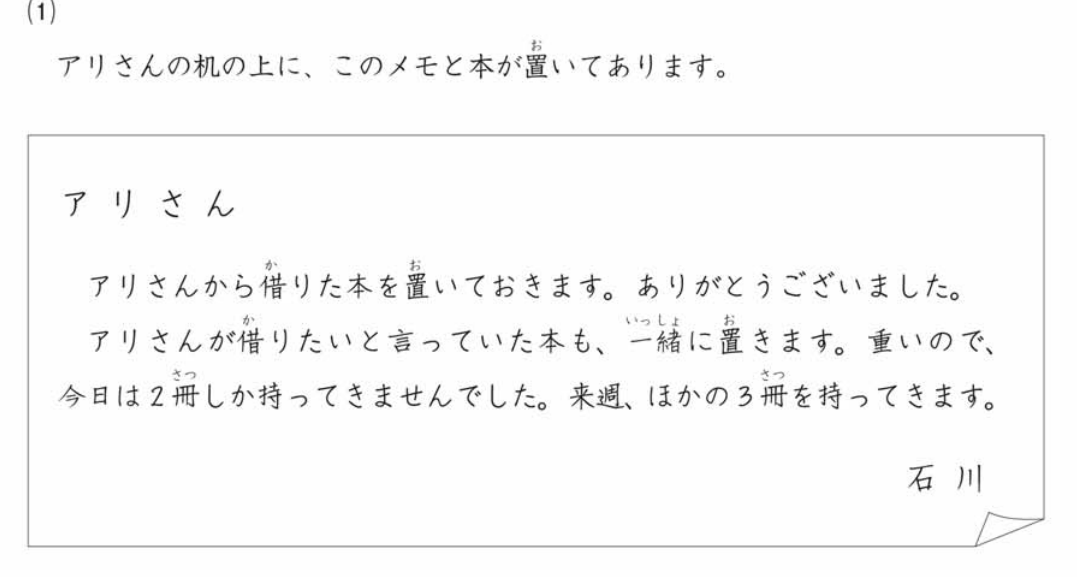 (1)
アリさんの机の上に、このメモと本が置いてあります。
アリさん
アリさんから借りた本を置いておきます。ありがとうございました。
アリさんが借りたいと言っていた本も、一緒に置きます。重いので、
今日は2冊しか持ってきませんでした。来週、ほかの3冊を持ってきます。
石川